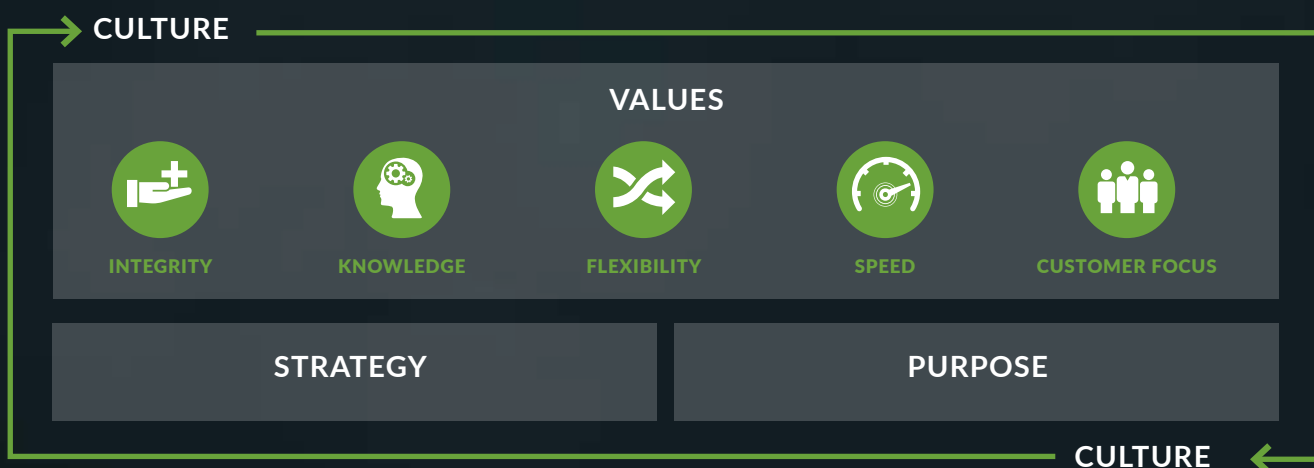 CULTURE
VALUES
INTEGRITY
KNOWLEDGE
FLEXIBILITY
SPEED
CUSTOMER FOCUS
STRATEGY
PURPOSE
CULTURE